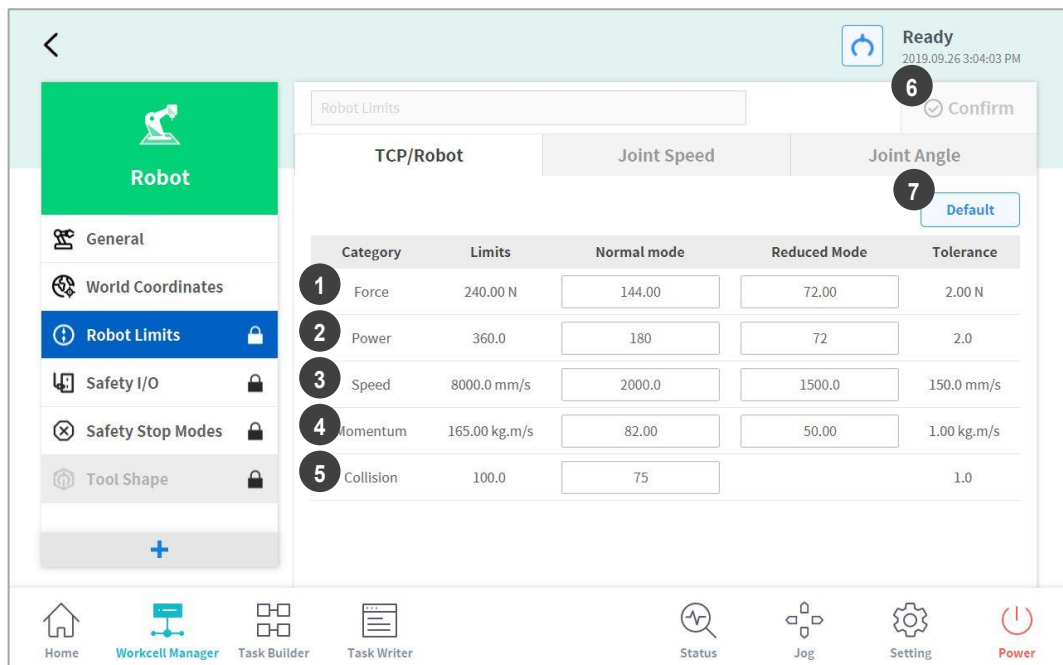 Ready
2019.09.26 3:04:03 PM
6
Robot Limits
Confirm
Robot
TCP/Robot Joint Speed Joint Angle
7
Default
General
World Coordinates
Robot Limits
Safety I/O
Safety Stop Modes
Tool Shape
+
Category Limits Normal mode Reduced Mode Tolerance
1 Force 240.00 N 144.00 72.00 2.00 N
2 Power 360.0 180 72 2.0
3 Speed 8000.0 mm/s 2000.0 1500.0 150.0 mm/s
4 Momentum 165.00 kg.m/s 82.00 50.00 1.00 kg.m/s
5 Collision 100.0 75 1.0
Home Workcell Manager Task Builder Task Writer Status Jog Setting Power